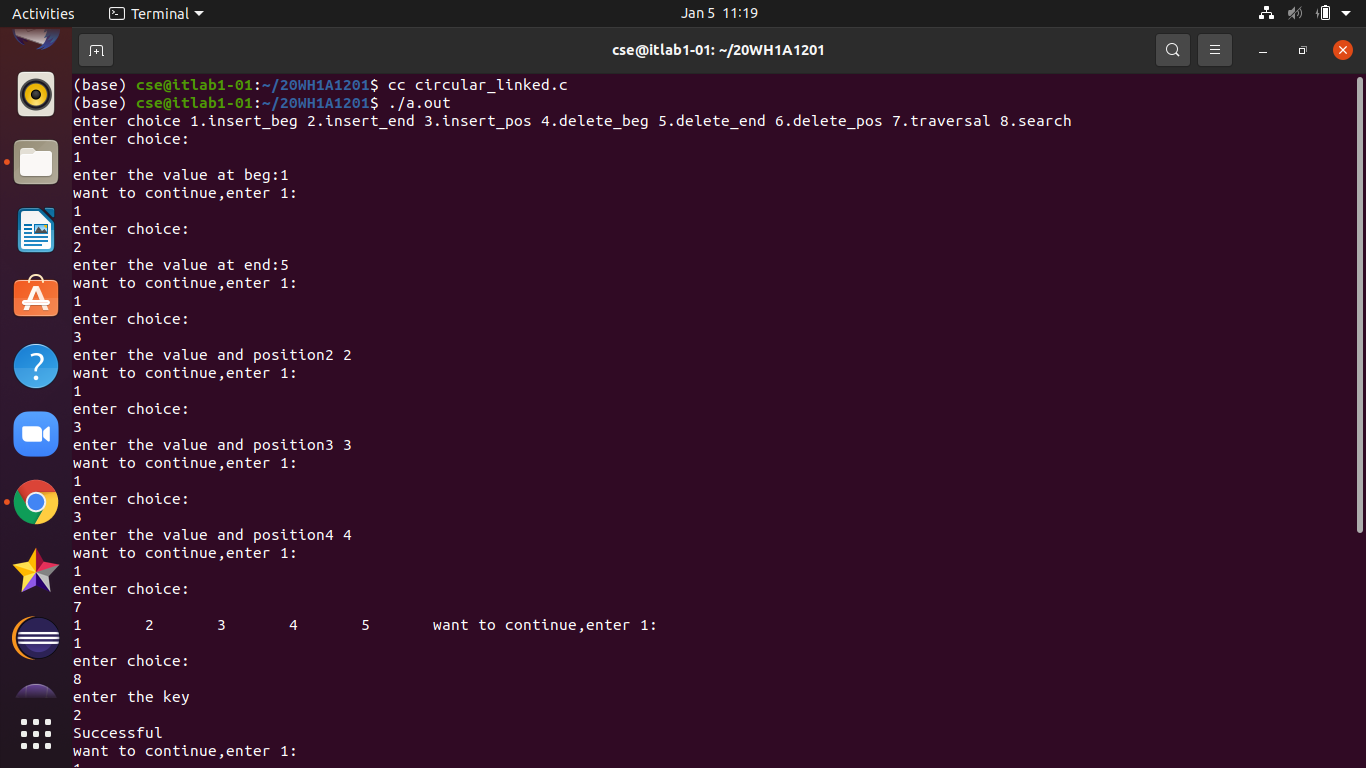 Activities Terminal Jan 5 11:19
cse@itlab1-01: ~/20WH1A1201
(base) cse@itlab1-01:~/20WH1A1201$ cc circular_linked.c
(base) cse@itlab1-01:~/20WH1A1201$ ./a.out
enter choice 1.insert_beg 2.insert_end 3.insert_pos 4.delete_beg 5.delete_end 6.delete_pos 7.traversal 8.search
enter choice:
1
enter the value at beg:1
want to continue,enter 1:
1
enter choice:
2
enter the value at end:5
want to continue,enter 1:
1
enter choice:
3
enter the value and position2 2
want to continue,enter 1:
1
enter choice:
3
enter the value and position3 3
want to continue,enter 1:
1
enter choice:
3
enter the value and position4 4
want to continue,enter 1:
1
enter choice:
7
1 2 3 4 5 want to continue,enter 1:
1
enter choice:
8
enter the key
2
Successful
want to continue,enter 1: